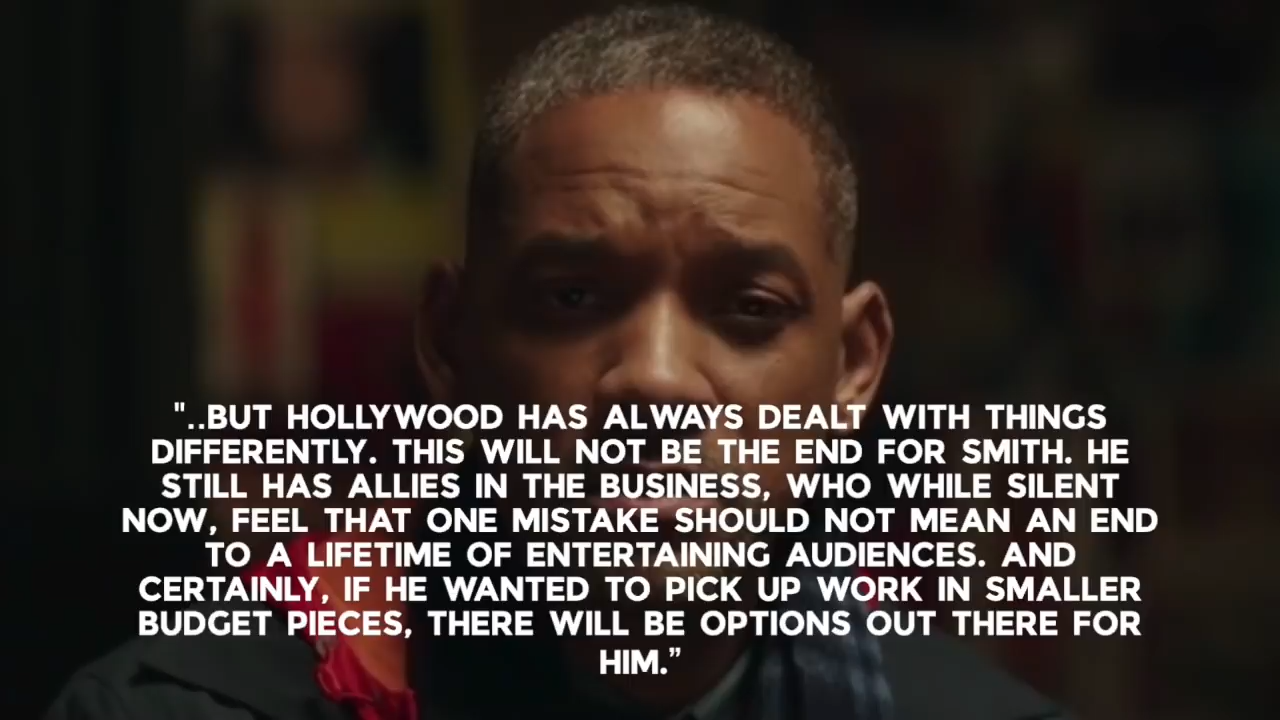 "..BUT HOLLYWOOD HAS ALWAYS DEALT WITH THINGS
DIFFERENTLY. THIS WILL NOT BE THE END FOR SMITH. HE
STILL HAS ALLIES IN THE BUSINESS, WHO WHILE SILENT
NOW, FEEL THAT ONE MISTAKE SHOULD NOT MEAN AN END
TO A LIFETIME OF ENTERTAINING AUDIENCES. AND
CERTAINLY, IF HE WANTED TO PICK UP WORK IN SMALLER
BUDGET PIECES, THERE WILL BE OPTIONS OUT THERE FOR
HIM.”